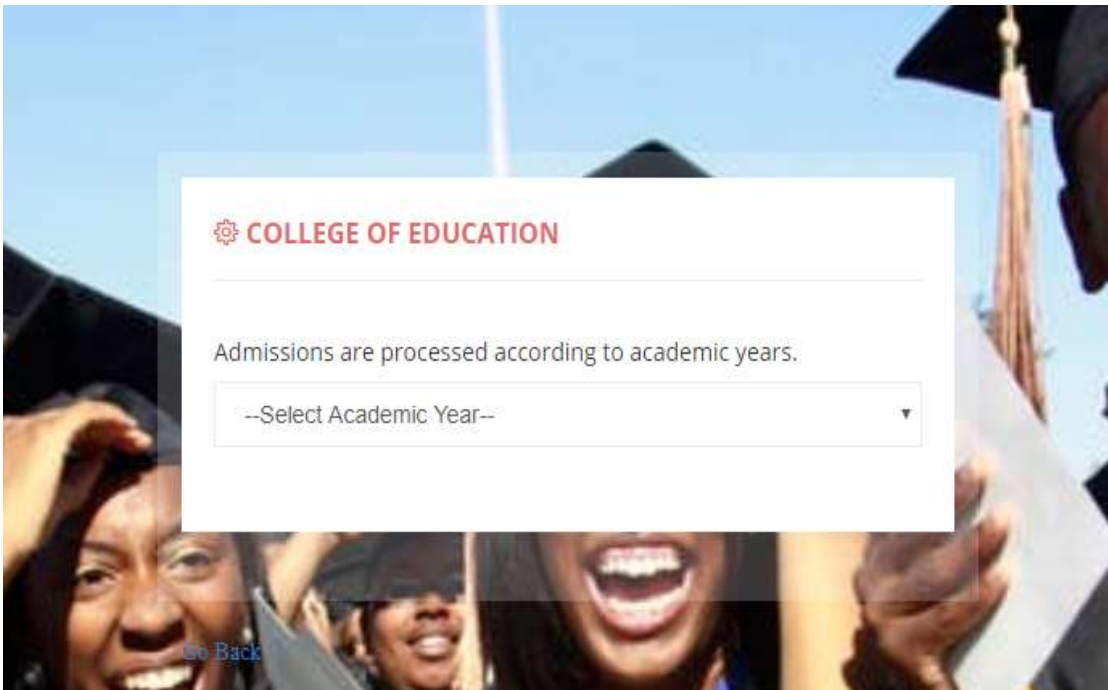 COLLEGE OF EDUCATION
Admissions are processed according to academic years.
--Select Academic Year--
Go Back